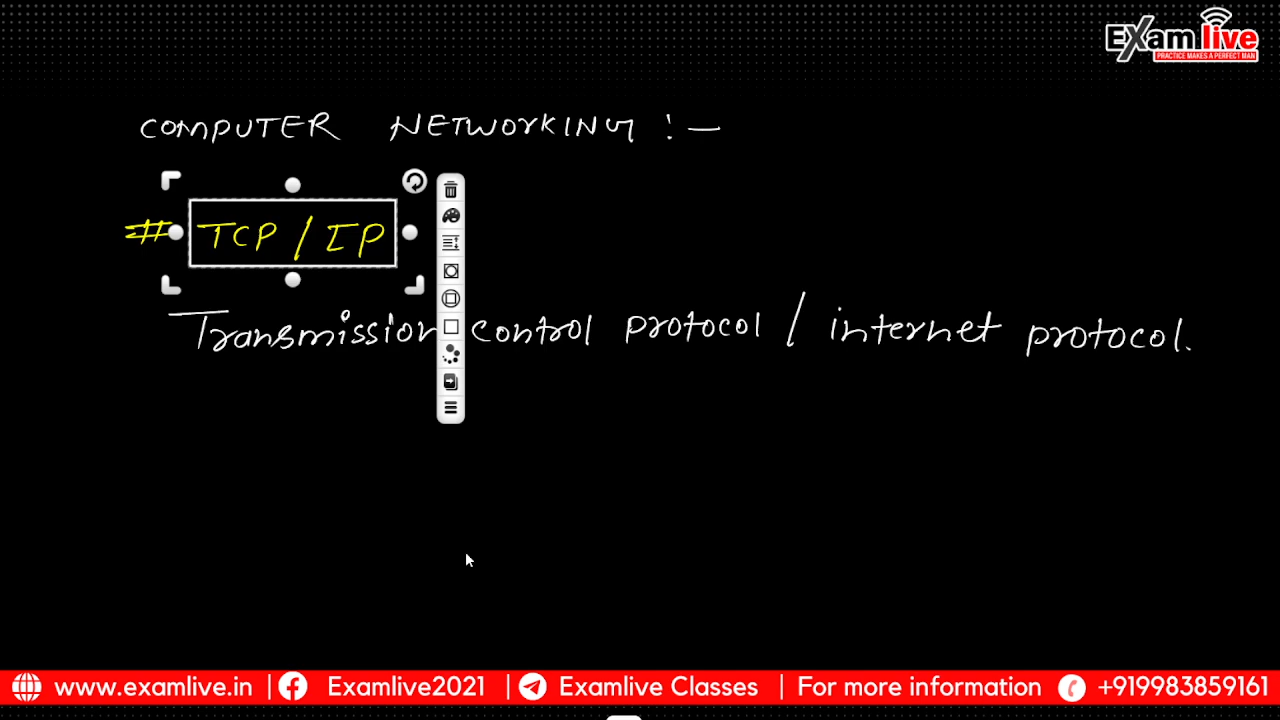 Exam live
PRACTICE MAKES A PERFECT MAN
COMPUTER NETWORKING :-
# TCP / IP
Transmission control protocol / internet protocol.
www.examlive.in | Examlive2021 | Examlive Classes | For more information +919983859161